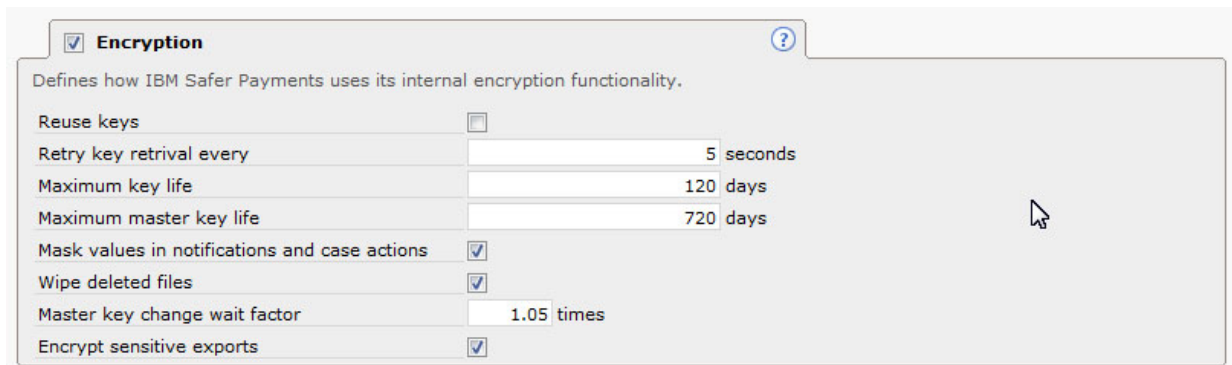 Encryption ?
Defines how IBM Safer Payments uses its internal encryption functionality.
Reuse keys
Retry key retrival every 5 seconds
Maximum key life 120 days
Maximum master key life 720 days
Mask values in notifications and case actions
Wipe deleted files
Master key change wait factor 1.05 times
Encrypt sensitive exports